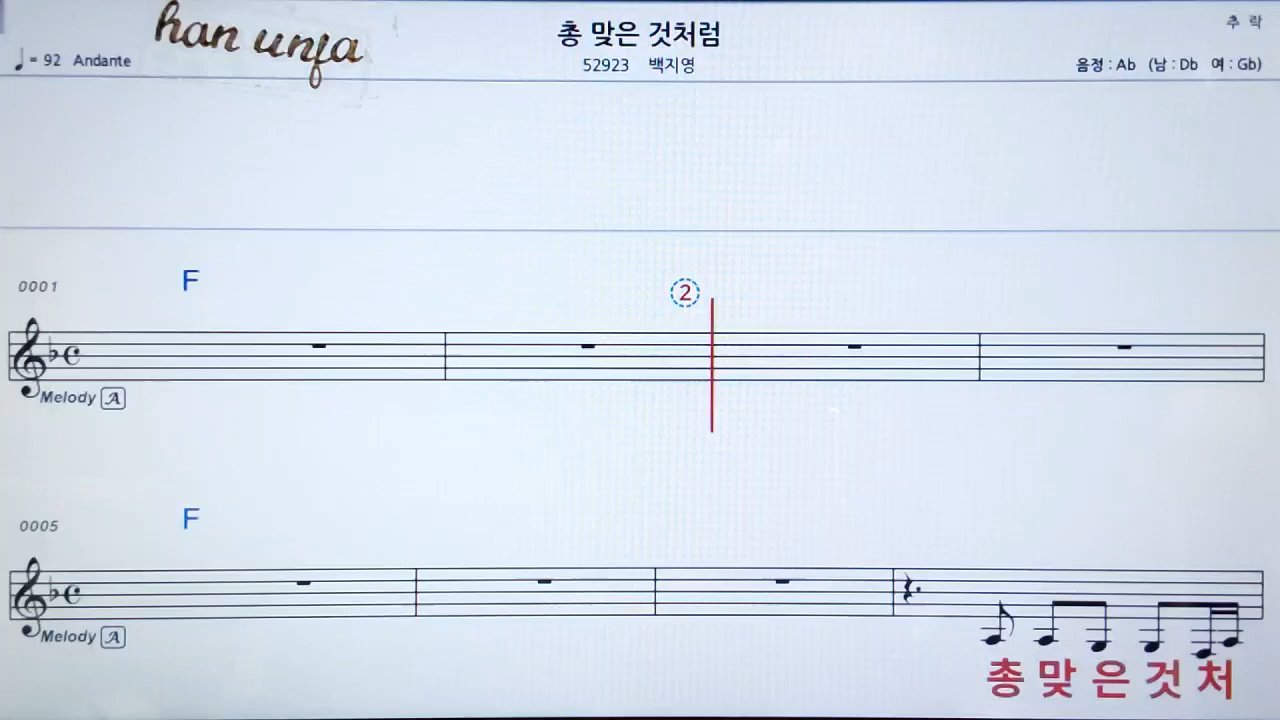 han unja
총 맞은 것처럼
추 락
♩= 92 Andante
52923 백지영
음정 : Ab (남 : Db 여 : Gb)
0001
F
2
Melody A
0005
F
Melody A
총 맞 은 것 처